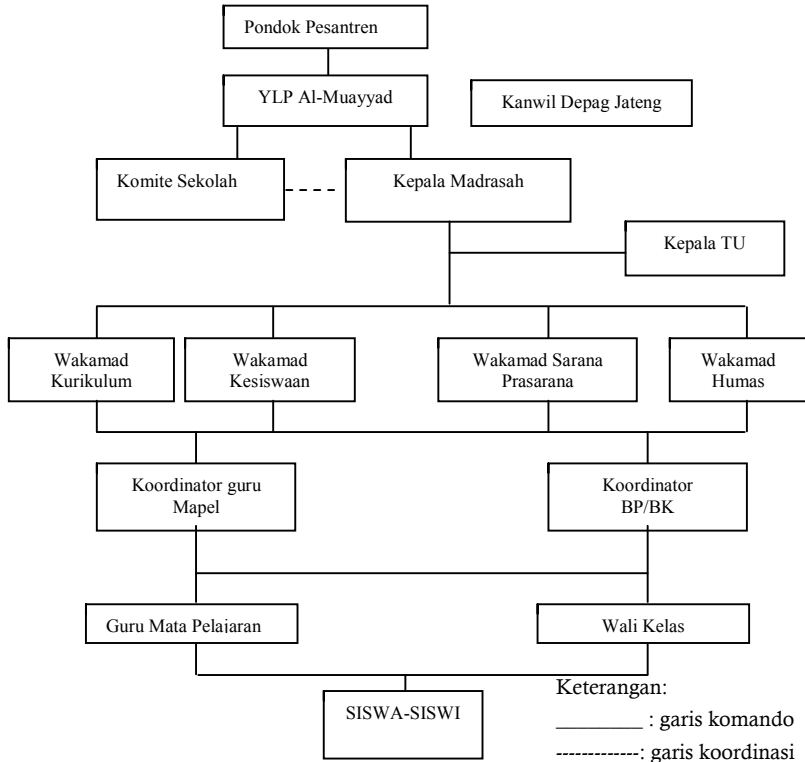 Pondok Pesantren
YLP Al-Muayyad
Kanwil Depag Jateng
Komite Sekolah
Kepala Madrasah
Kepala TU
Wakamad
Kurikulum
Wakamad
Kesiswaan
Wakamad Sarana
Prasarana
Wakamad
Humas
Koordinator guru
Mapel
Koordinator
BP/BK
Guru Mata Pelajaran
Wali Kelas
SISWA-SISWI
Keterangan:
_________ : garis komando
-------------: garis koordinasi